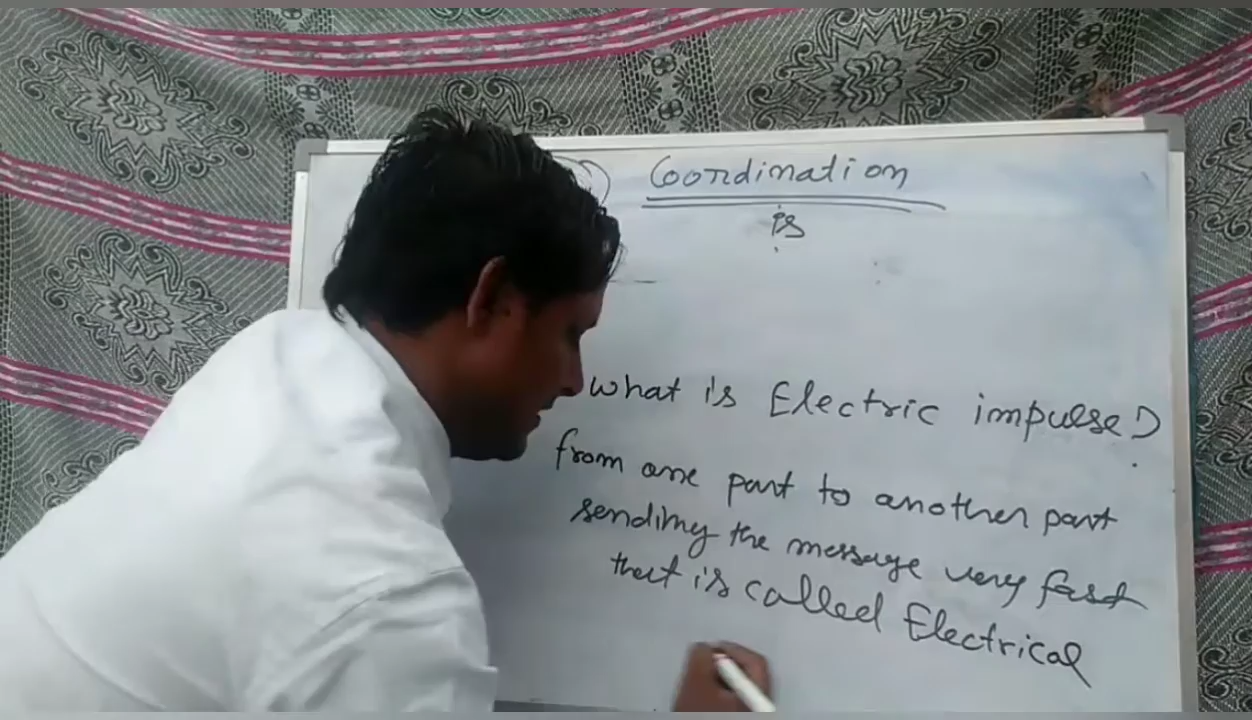 Coordination
is
what is Electric impulse?
from one part to another part
sending the message very fast
that is called Electrical